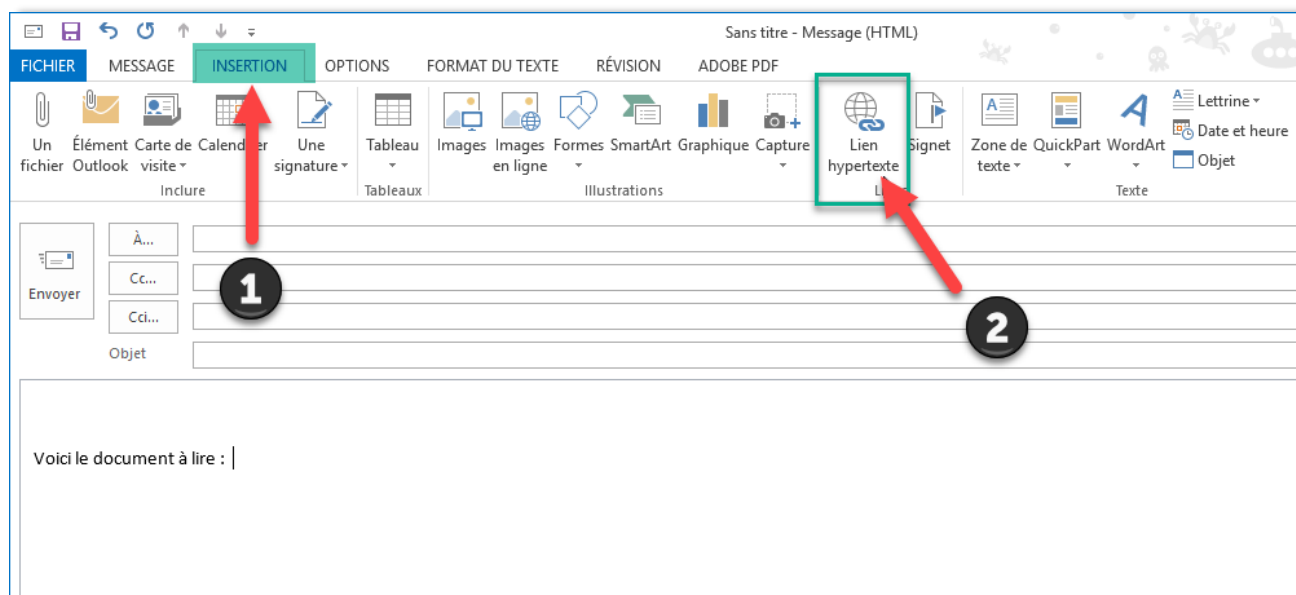 Sans titre - Message (HTML)
FICHIER MESSAGE INSERTION OPTIONS FORMAT DU TEXTE RÉVISION ADOBE PDF
Un fichier
Élément Outlook
Carte de visite
Calendrier
Une signature
Tableau
Images
Images en ligne
Formes
SmartArt
Graphique
Capture
Lien hypertexte
Signet
Zone de texte
QuickPart
WordArt
Lettrine
Date et heure
Objet
Inclure Tableaux Illustrations Texte
À...
Cc...
Envoyer
1
Cci...
2
Objet
Voici le document à lire :